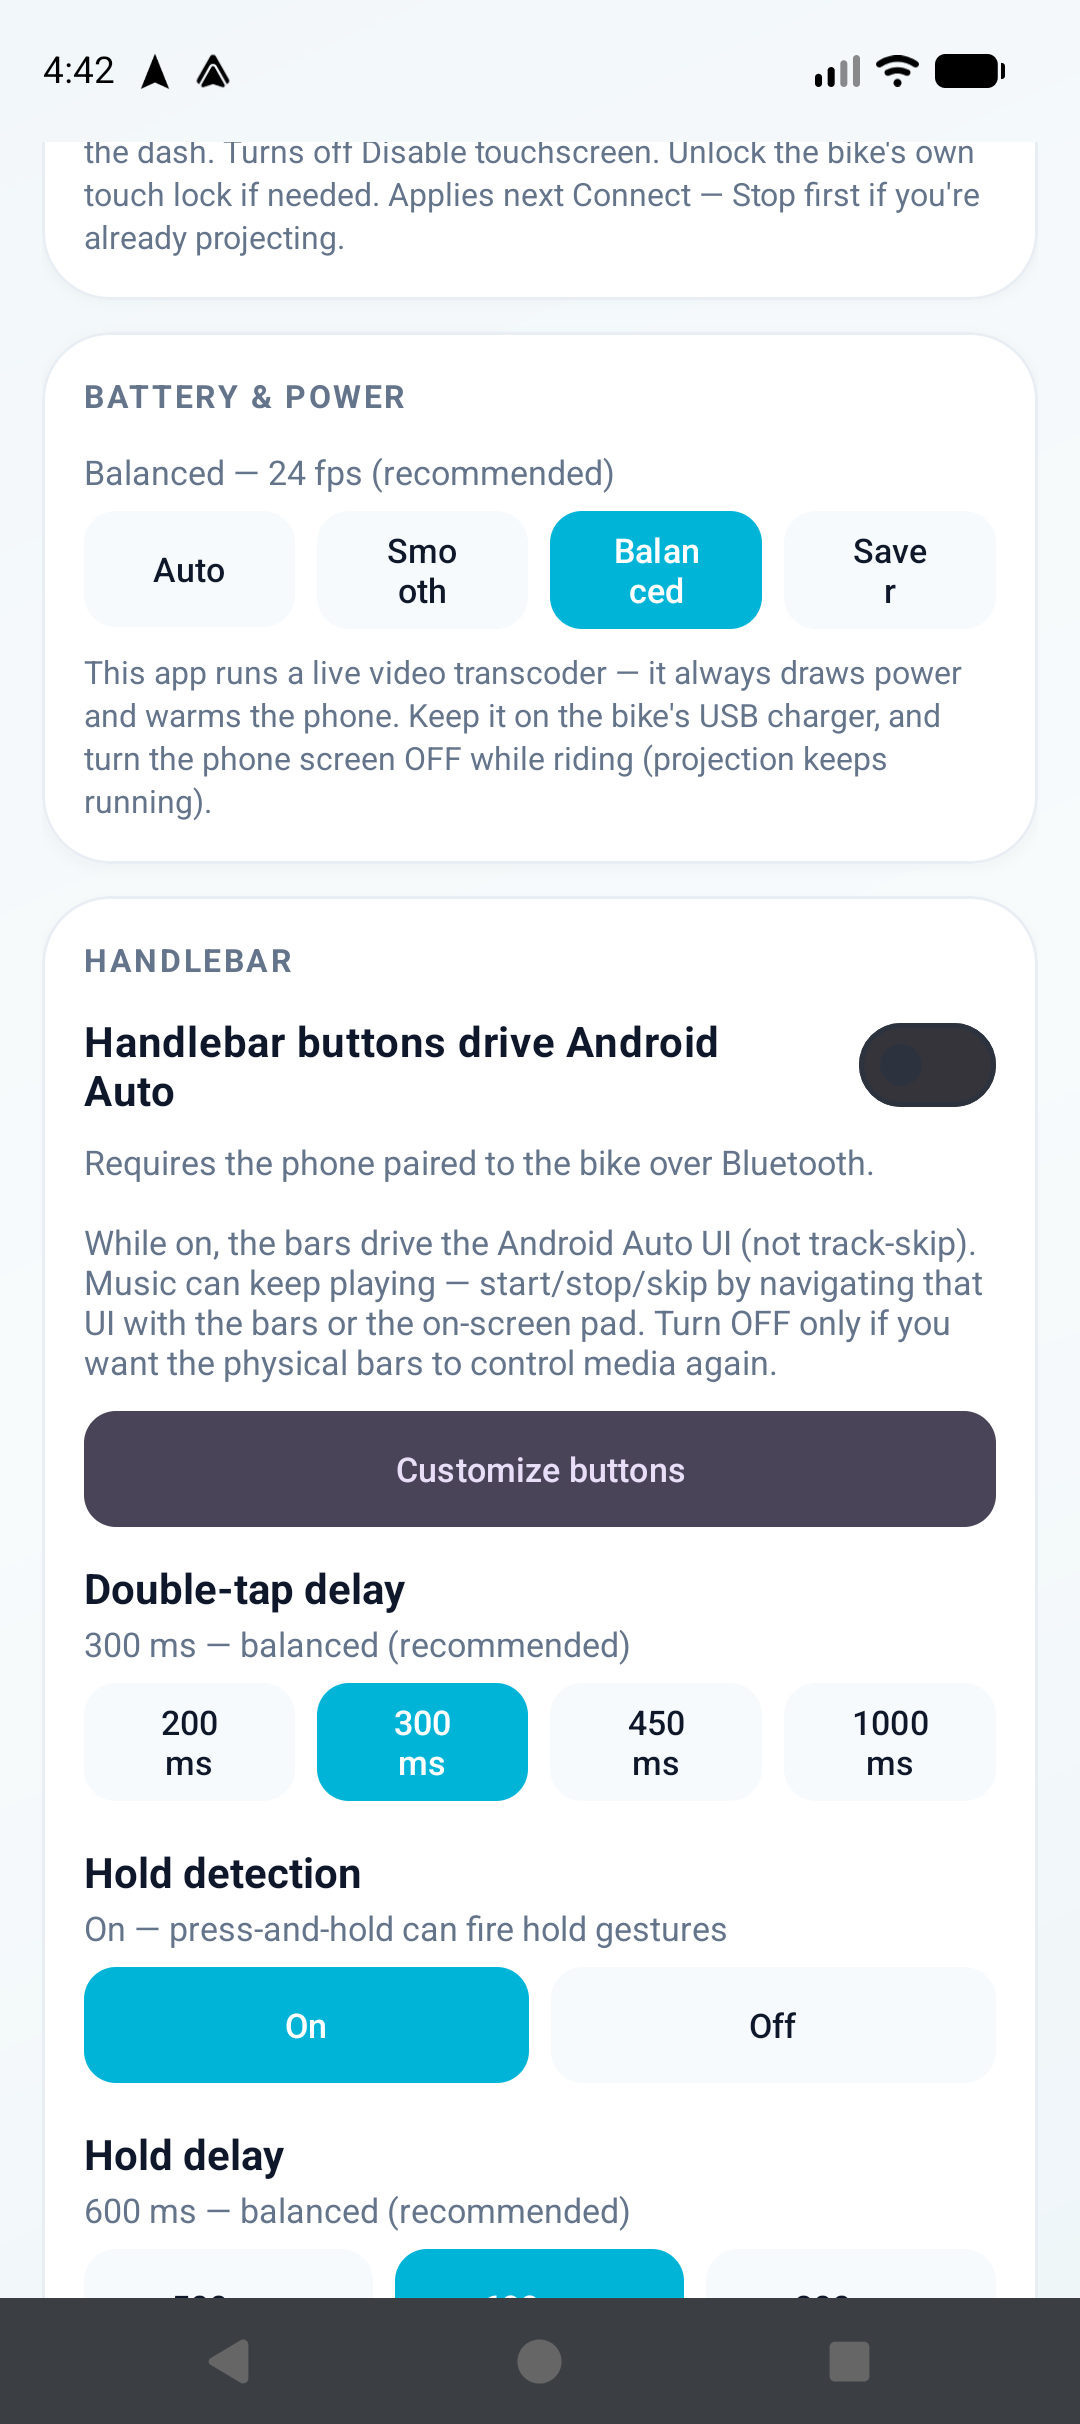 4:42
the dash. Turns off Disable touchscreen. Unlock the bike's own
touch lock if needed. Applies next Connect — Stop first if you're
already projecting.
BATTERY & POWER
Balanced — 24 fps (recommended)
Auto
Smo
oth
Balan
ced
Save
r
This app runs a live video transcoder — it always draws power
and warms the phone. Keep it on the bike's USB charger, and
turn the phone screen OFF while riding (projection keeps
running).
HANDLEBAR
Handlebar buttons drive Android
Auto
Requires the phone paired to the bike over Bluetooth.
While on, the bars drive the Android Auto UI (not track-skip).
Music can keep playing — start/stop/skip by navigating that
UI with the bars or the on-screen pad. Turn OFF only if you
want the physical bars to control media again.
Customize buttons
Double-tap delay
300 ms — balanced (recommended)
200
ms
300
ms
450
ms
1000
ms
Hold detection
On — press-and-hold can fire hold gestures
On
Off
Hold delay
600 ms — balanced (recommended)